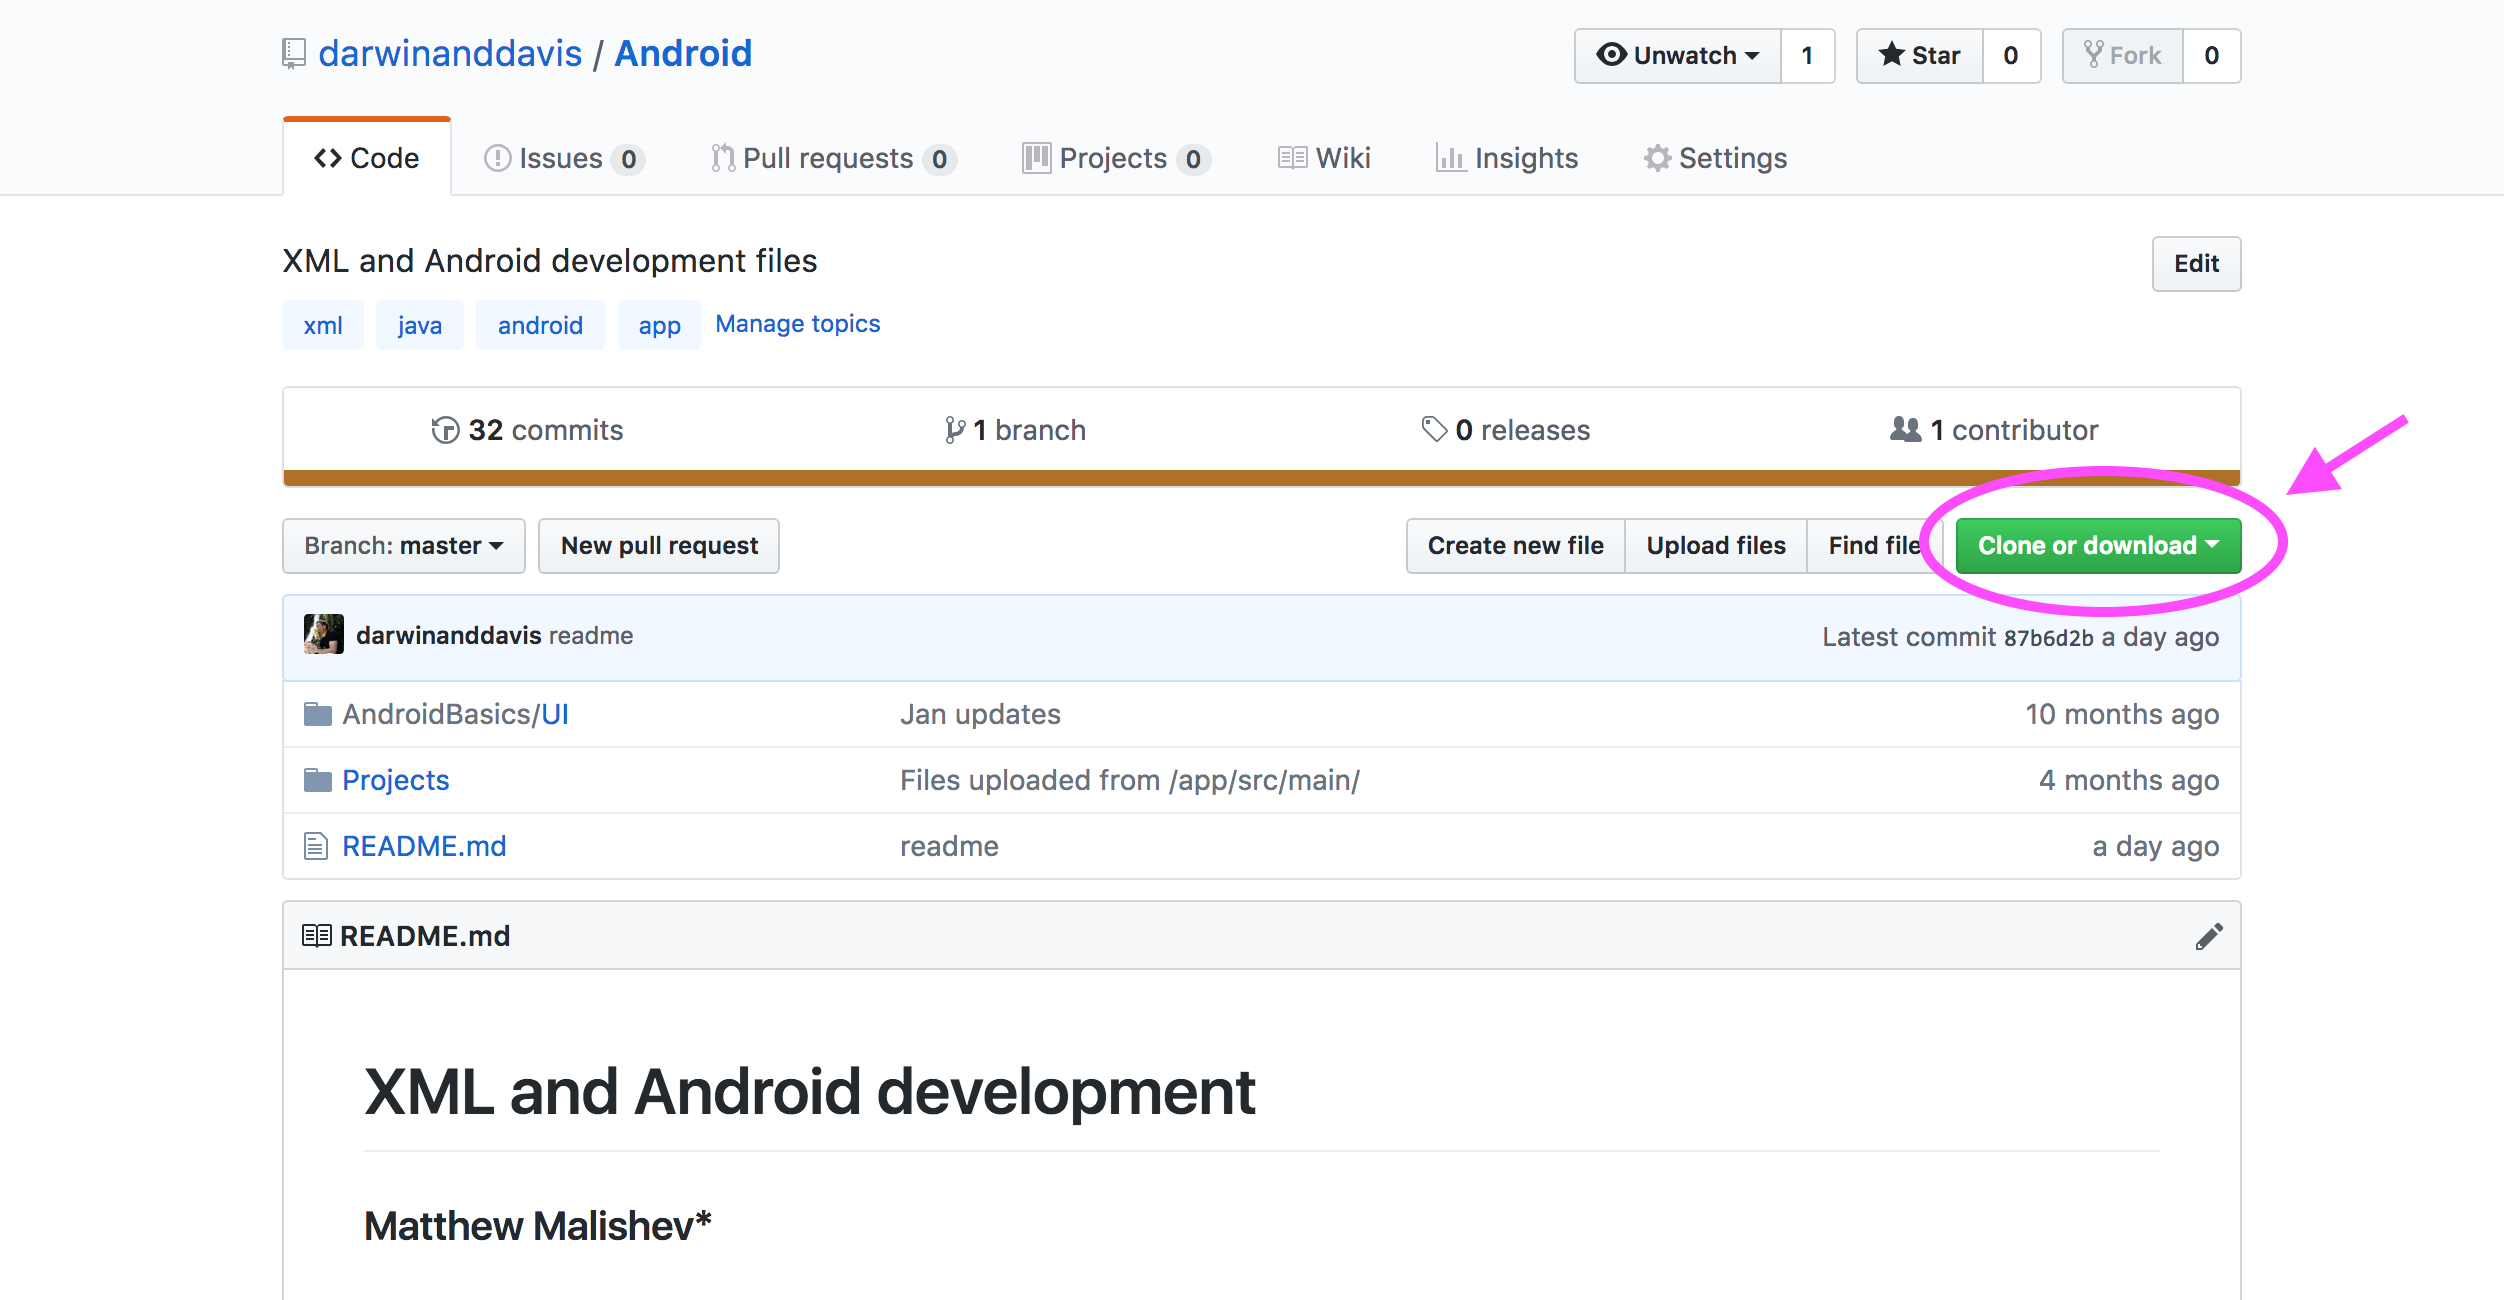 darwinanddavis / Android
Unwatch 1 Star 0 Fork 0
Code Issues 0 Pull requests 0 Projects 0 Wiki Insights Settings
XML and Android development files
Edit
xml java android app Manage topics
32 commits 1 branch 0 releases 1 contributor
Branch: master New pull request Create new file Upload files Find file Clone or download
darwinanddavis readme Latest commit 87b6d2b a day ago
AndroidBasics/UI Jan updates 10 months ago
Projects Files uploaded from /app/src/main/ 4 months ago
README.md readme a day ago
README.md
XML and Android development
Matthew Malishev*